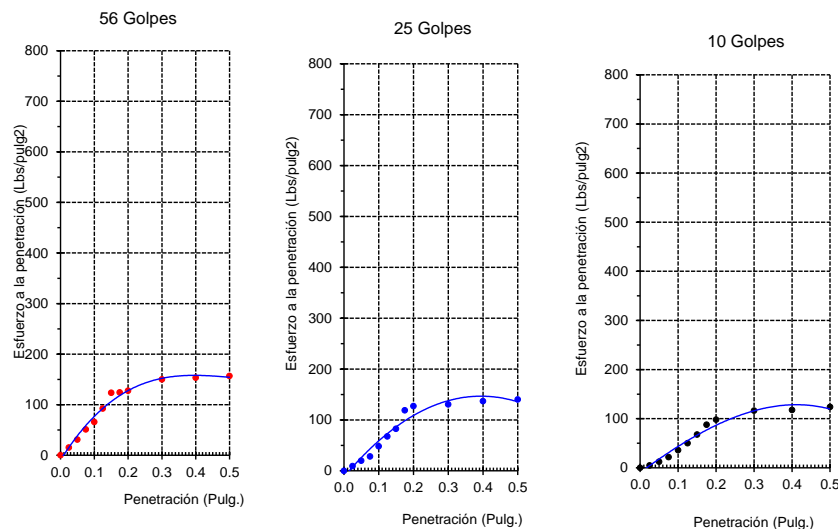 56 Golpes
800
700
600
500
400
300
200
100
0
0.0 0.1 0.2 0.3 0.4 0.5
Esfuerzo a la penetración (Lbs/pulg2)
Penetración (Pulg.)
25 Golpes
800
700
600
500
400
300
200
100
0
0.0 0.1 0.2 0.3 0.4 0.5
Esfuerzo a la penetración (Lbs/pulg2)
Penetración (Pulg.)
10 Golpes
800
700
600
500
400
300
200
100
0
0.0 0.1 0.2 0.3 0.4 0.5
Esfuerzo a la penetración (Lbs/pulg2)
Penetración (Pulg.)